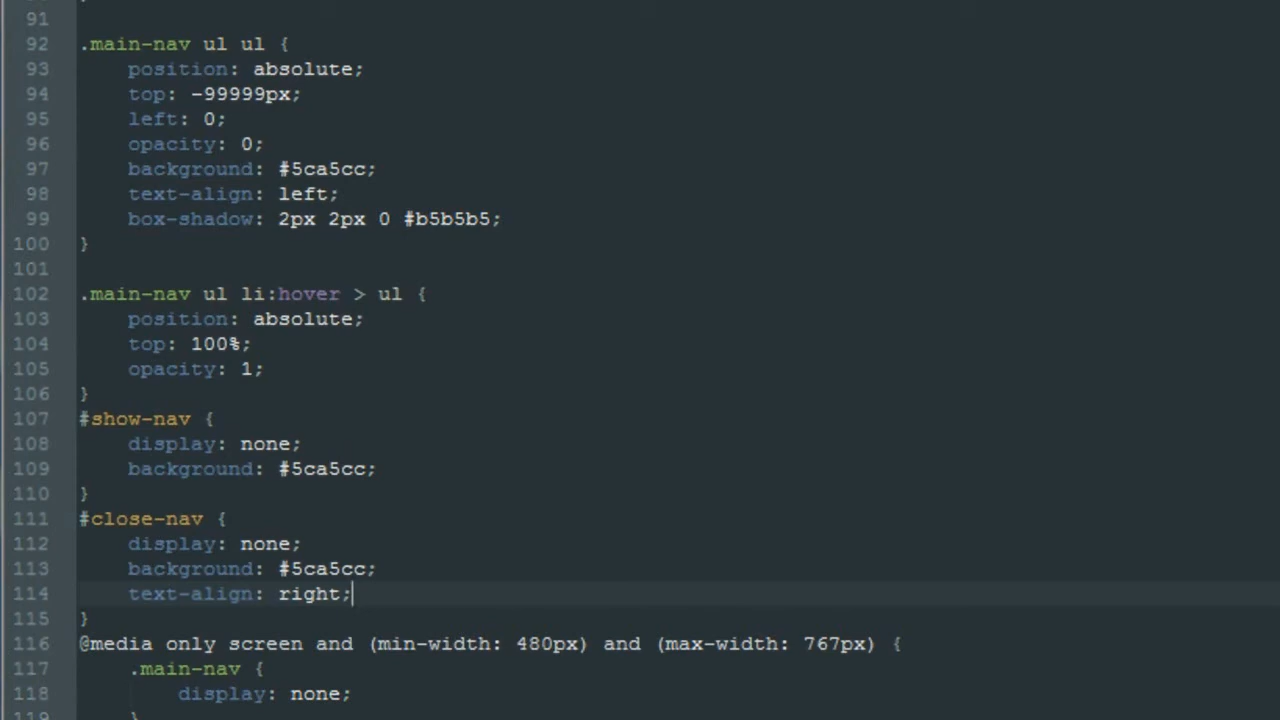 91
92 .main-nav ul ul {
93 position: absolute;
94 top: -99999px;
95 left: 0;
96 opacity: 0;
97 background: #5ca5cc;
98 text-align: left;
99 box-shadow: 2px 2px 0 #b5b5b5;
100 }
101
102 .main-nav ul li:hover > ul {
103 position: absolute;
104 top: 100%;
105 opacity: 1;
106 }
107 #show-nav {
108 display: none;
109 background: #5ca5cc;
110 }
111 #close-nav {
112 display: none;
113 background: #5ca5cc;
114 text-align: right;
115 }
116 @media only screen and (min-width: 480px) and (max-width: 767px) {
117 .main-nav {
118 display: none;
119 }